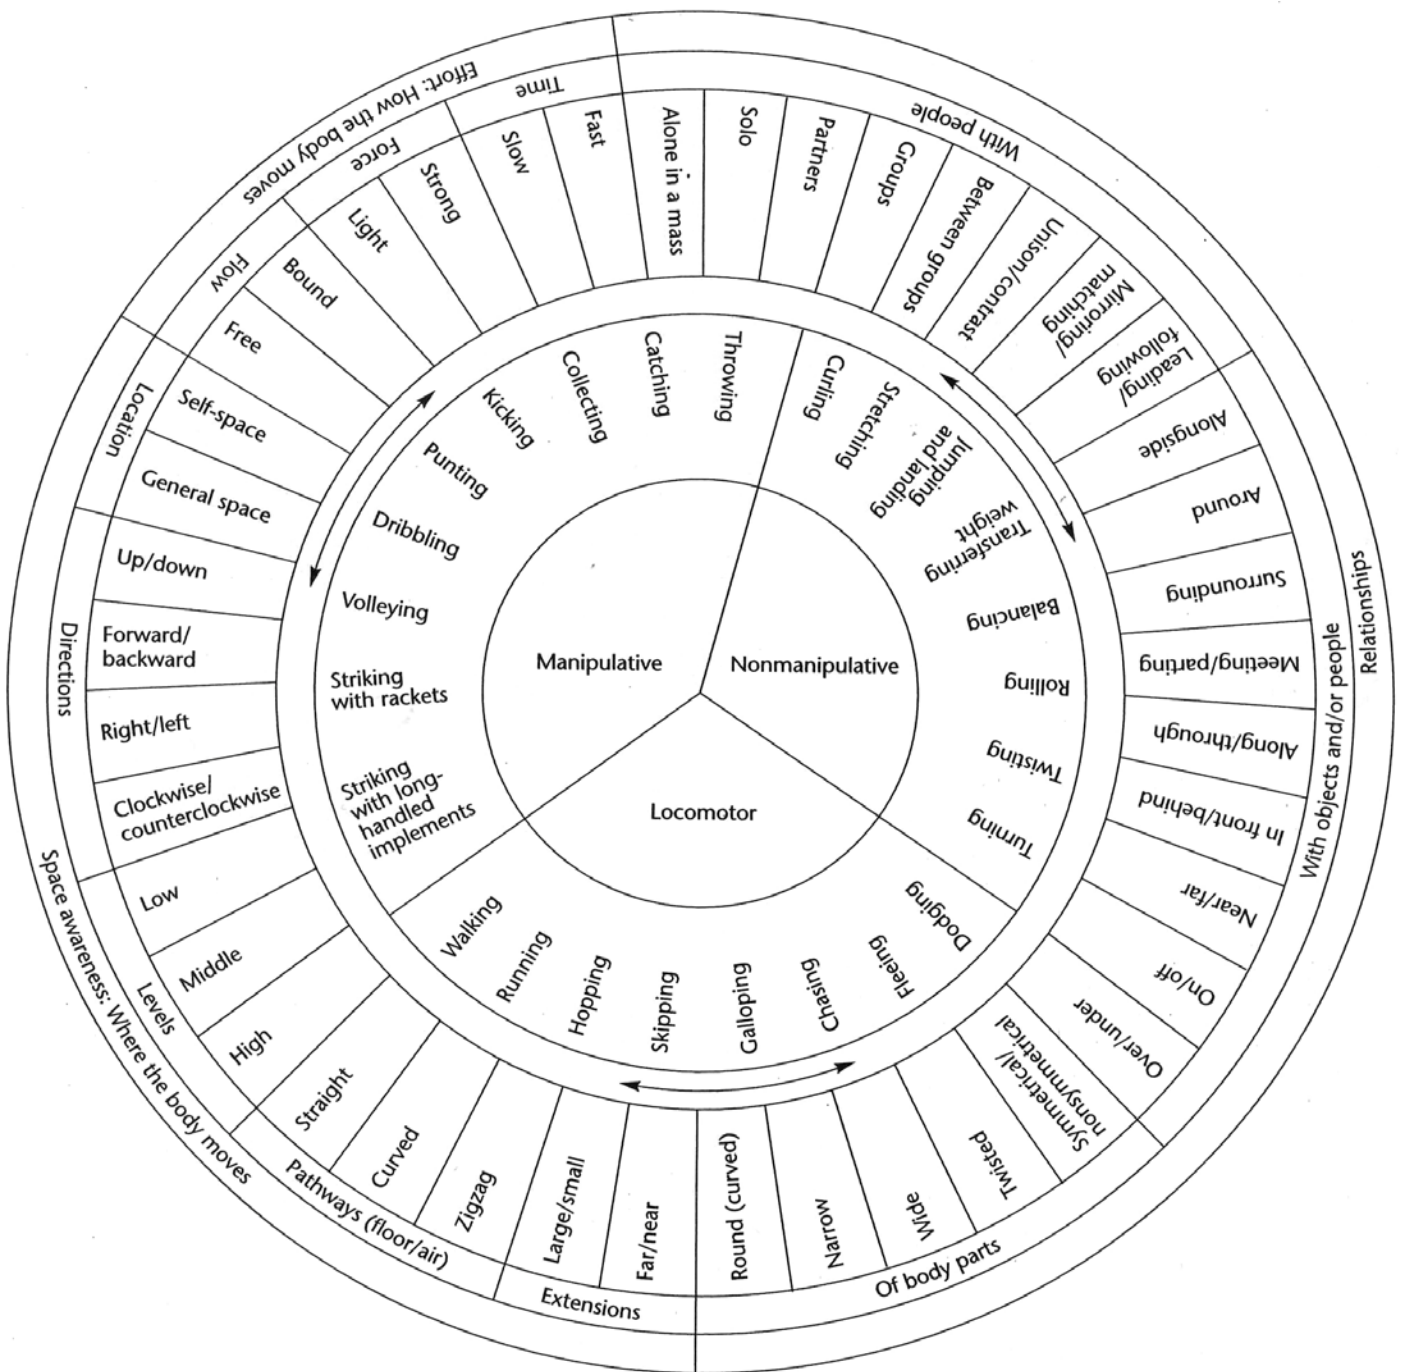 Effort: How the body moves
Time
Fast
Slow
Force
Strong
Light
Flow
Bound
Free
Space awareness: Where the body moves
Location
Self-space
General space
Directions
Up/down
Forward/
backward
Right/left
Clockwise/
counterclockwise
Levels
Low
Middle
High
Pathways (floor/air)
Straight
Curved
Zigzag
Extensions
Large/small
Far/near
Relationships
With people
Alone in a mass
Solo
Partners
Groups
Between groups
Unison/contrast
Mirroring/
matching
Leading/
following
With objects and/or people
Alongside
Around
Surrounding
Meeting/parting
Along/through
In front/behind
Near/far
On/off
Over/under
Of body parts
Symmetrical/
nonsymmetrical
Twisted
Wide
Narrow
Round (curved)
Manipulative
Throwing
Catching
Collecting
Kicking
Punting
Dribbling
Volleying
Striking
with rackets
Striking
with long-
handled
implements
Nonmanipulative
Curling
Stretching
Jumping
and landing
Transferring
weight
Balancing
Rolling
Twisting
Turning
Locomotor
Walking
Running
Hopping
Skipping
Galloping
Chasing
Fleeing
Dodging